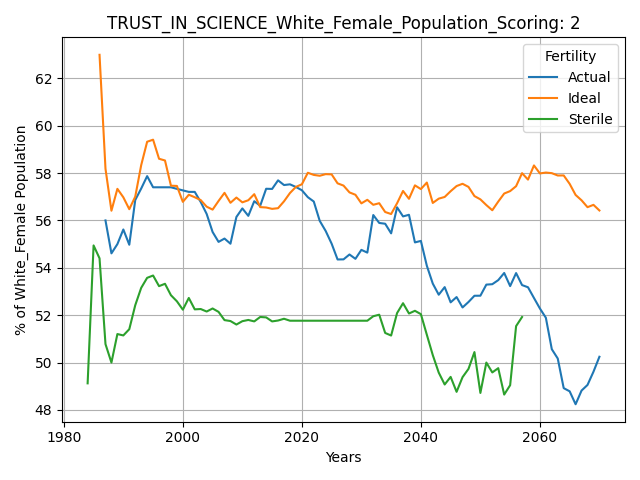 TRUST_IN_SCIENCE_White_Female_Population_Scoring: 2
% of White_Female Population
62
60
58
56
54
52
50
48
1980
2000
2020
2040
2060
Years
Fertility
Actual
Ideal
Sterile